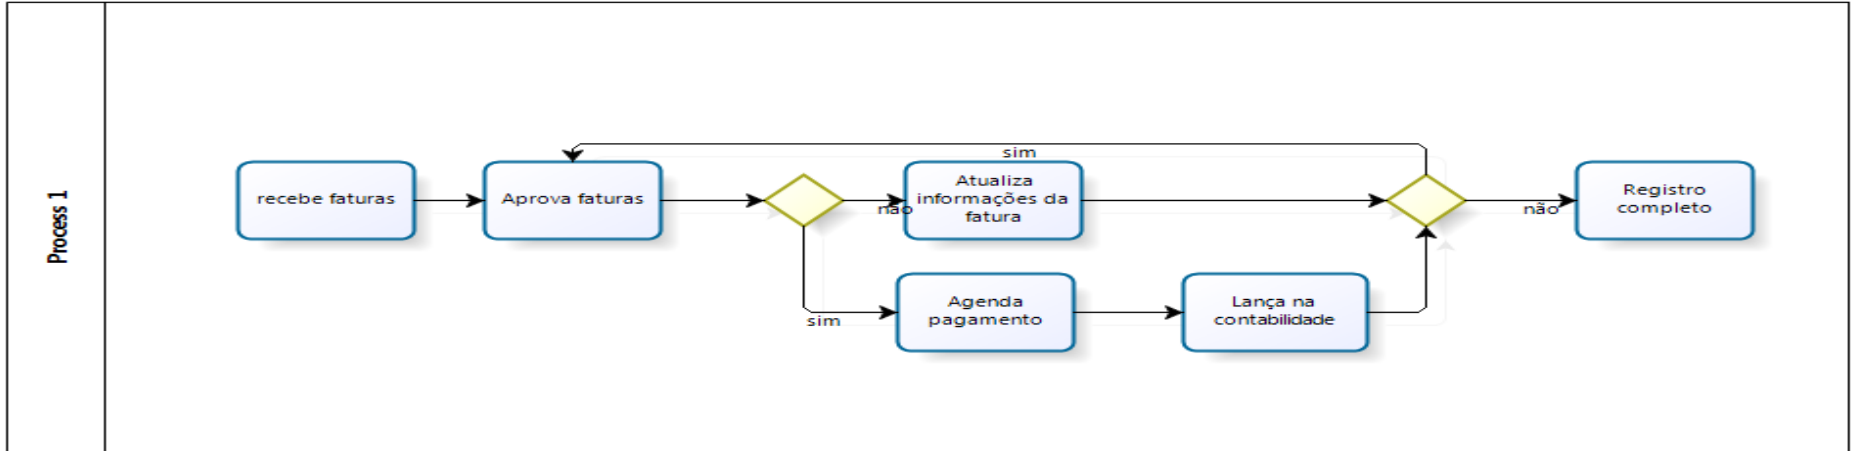 Process 1
recebe faturas
Aprova faturas
não
sim
Atualiza
informações da
fatura
Agenda
pagamento
Lança na
contabilidade
sim
não
Registro
completo